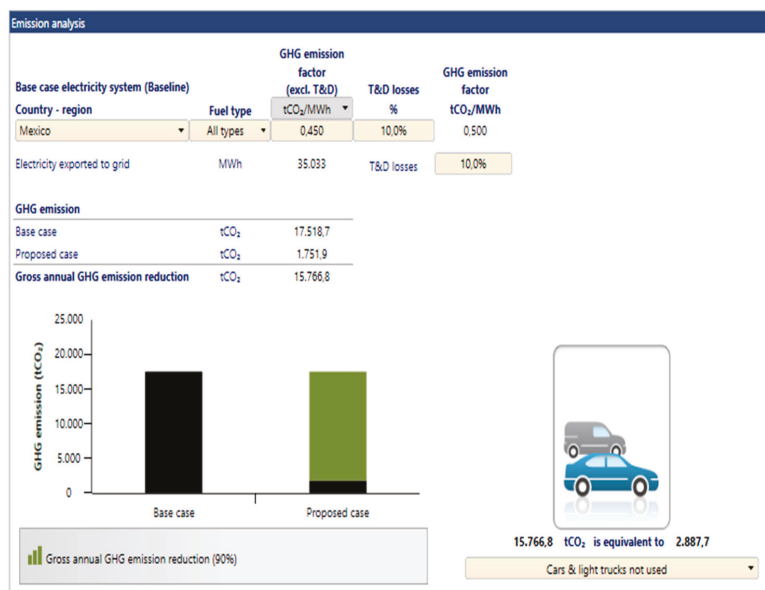 Emission analysis
GHG emission
factor
(excl. T&D)
T&D losses
GHG emission
factor
Base case electricity system (Baseline)
Country - region
Fuel type
tCO₂/MWh
%
tCO₂/MWh
Mexico All types 0,450 10,0% 0,500
Electricity exported to grid MWh 35.033 T&D losses 10,0%
GHG emission
Base case tCO₂ 17.518,7
Proposed case tCO₂ 1.751,9
Gross annual GHG emission reduction tCO₂ 15.766,8
GHG emission (tCO₂)
25.000
20.000
15.000
10.000
5.000
0
Base case Proposed case
Gross annual GHG emission reduction (90%)
15.766,8 tCO₂ is equivalent to 2.887,7
Cars & light trucks not used